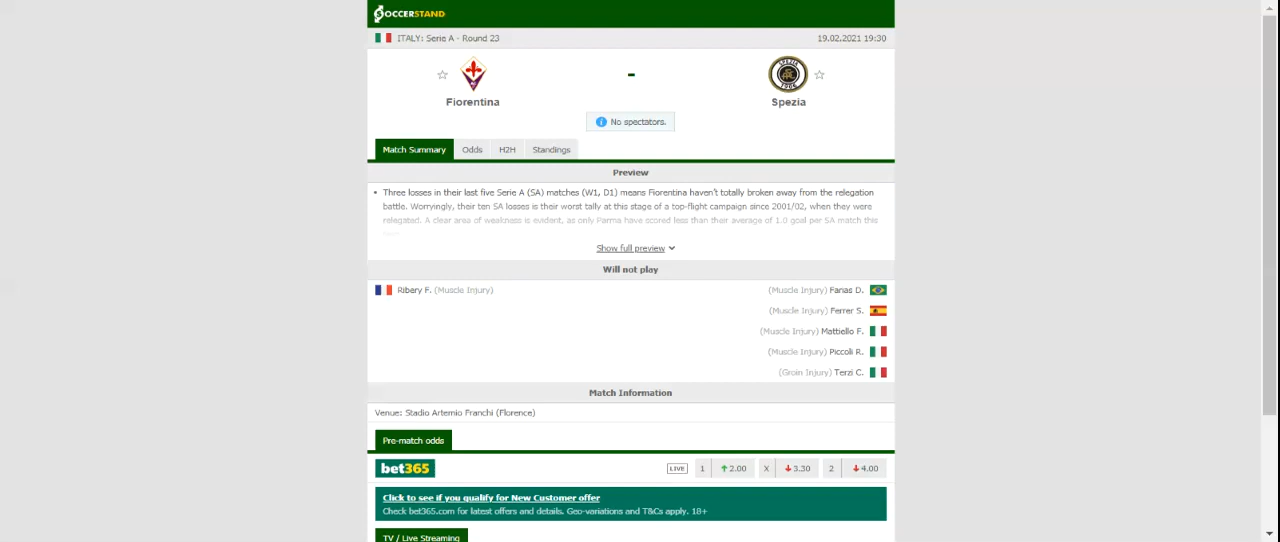 SOCCERSTAND
ITALY: Serie A - Round 23
19.02.2021 19:30
-
Fiorentina
Spezia
No spectators.
Match Summary
Odds
H2H
Standings
Preview
• Three losses in their last five Serie A (SA) matches (W1, D1) means Fiorentina haven't totally broken away from the relegation
battle. Worryingly, their ten SA losses is their worst tally at this stage of a top-flight campaign since 2001/02, when they were
relegated. A clear area of weakness is evident, as only Parma have scored less than their average of 1.0 goal per SA match this
Show full preview
Will not play
Ribery F. (Muscle Injury)
(Muscle Injury) Farias D.
(Muscle Injury) Ferrer S.
(Muscle Injury) Mattiello F.
(Muscle Injury) Piccoli R.
(Groin Injury) Terzi C.
Match Information
Venue: Stadio Artemio Franchi (Florence)
Pre-match odds
bet365
LIVE
1
2.00
X
3.30
2
4.00
Click to see if you qualify for New Customer offer
Check bet365.com for latest offers and details. Geo-variations and T&Cs apply. 18+
TV / Live Streaming